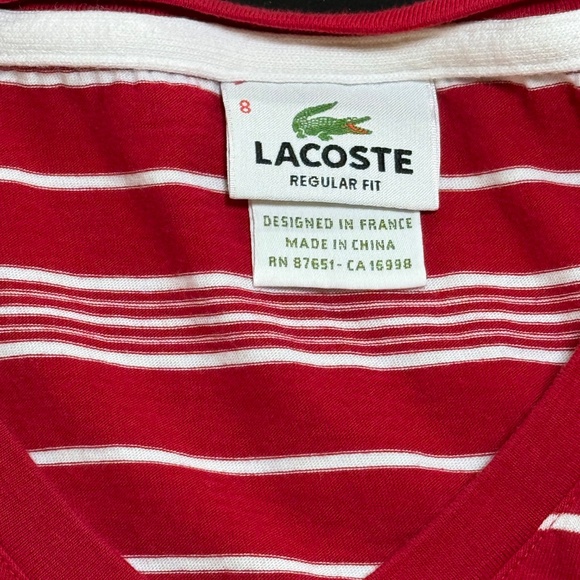 8
LACOSTE
REGULAR FIT
DESIGNED IN FRANCE
MADE IN CHINA
RN 87651-CA 16998